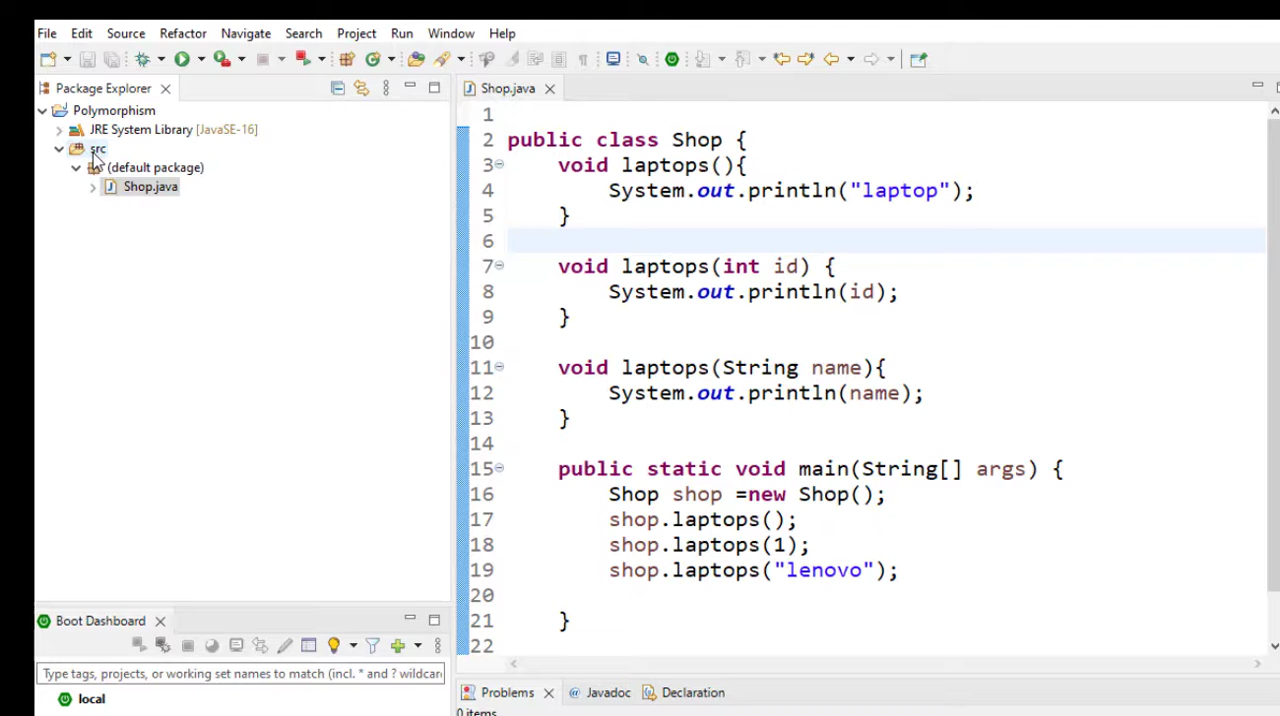 File Edit Source Refactor Navigate Search Project Run Window Help
Package Explorer
Polymorphism
JRE System Library [JavaSE-16]
src
(default package)
Shop.java
Shop.java
1
2 public class Shop {
3 void laptops(){
4 System.out.println("laptop");
5 }
6
7 void laptops(int id) {
8 System.out.println(id);
9 }
10
11 void laptops(String name){
12 System.out.println(name);
13 }
14
15 public static void main(String[] args) {
16 Shop shop =new Shop();
17 shop.laptops();
18 shop.laptops(1);
19 shop.laptops("lenovo");
20
21 }
22
Boot Dashboard
Type tags, projects, or working set names to match (incl. * and ? wildcar
local
Problems @ Javadoc Declaration
0 items